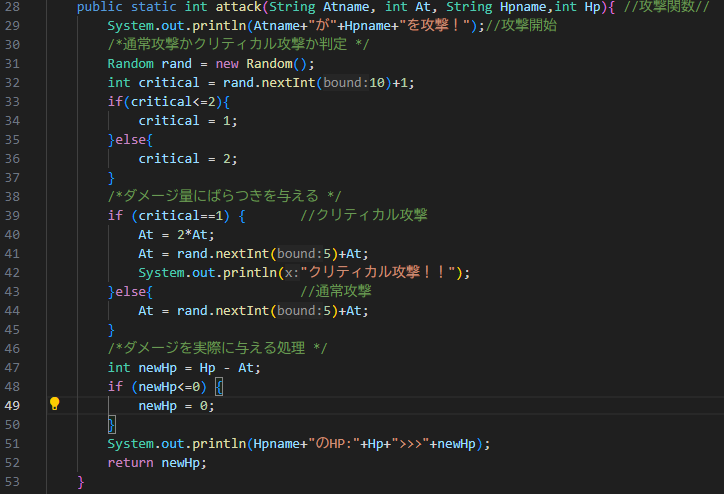 28 public static int attack(String Atname, int At, String Hpname,int Hp){ //攻撃関数//
29 System.out.println(Atname+"が"+Hpname+"を攻撃！");//攻撃開始
30 /*通常攻撃かクリティカル攻撃か判定 */
31 Random rand = new Random();
32 int critical = rand.nextInt(bound:10)+1;
33 if(critical<=2){
34 critical = 1;
35 }else{
36 critical = 2;
37 }
38 /*ダメージ量にばらつきを与える */
39 if (critical==1) { //クリティカル攻撃
40 At = 2*At;
41 At = rand.nextInt(bound:5)+At;
42 System.out.println(x:"クリティカル攻撃！！");
43 }else{ //通常攻撃
44 At = rand.nextInt(bound:5)+At;
45 }
46 /*ダメージを実際に与える処理 */
47 int newHp = Hp - At;
48 if (newHp<=0) {
49 newHp = 0;
50 }
51 System.out.println(Hpname+"のHP:"+Hp+">>>"+newHp);
52 return newHp;
53 }